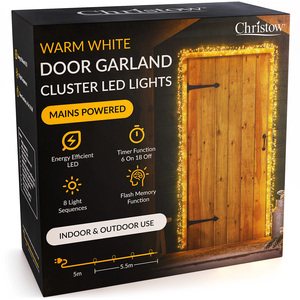 Christow
WARM WHITE
DOOR GARLAND
CLUSTER LED LIGHTS
MAINS POWERED
Energy Efficient
LED
Timer Function
6 On 18 Off
8 Light
Sequences
Flash Memory
Function
INDOOR & OUTDOOR USE
5m
5.5m